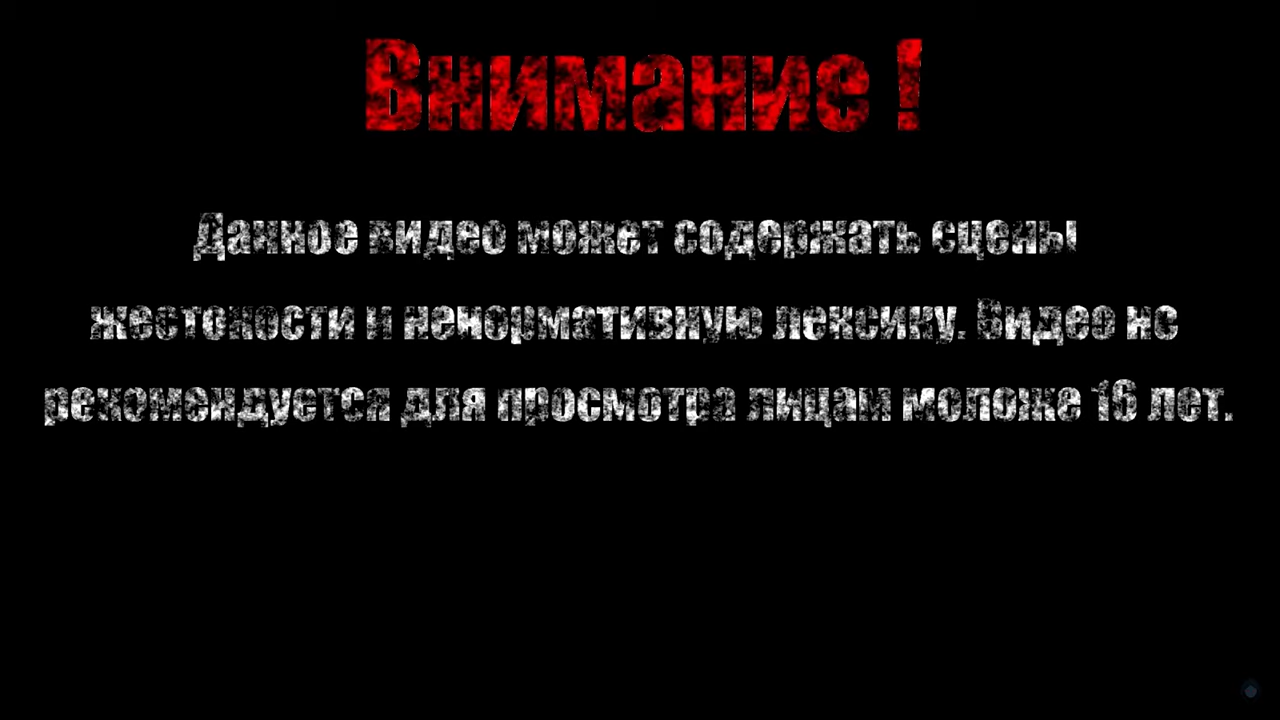 Внимание !
Данное видео может содержать сцены
жестокости и ненормативную лексику. Видео не
рекомендуется для просмотра лицам моложе 16 лет.